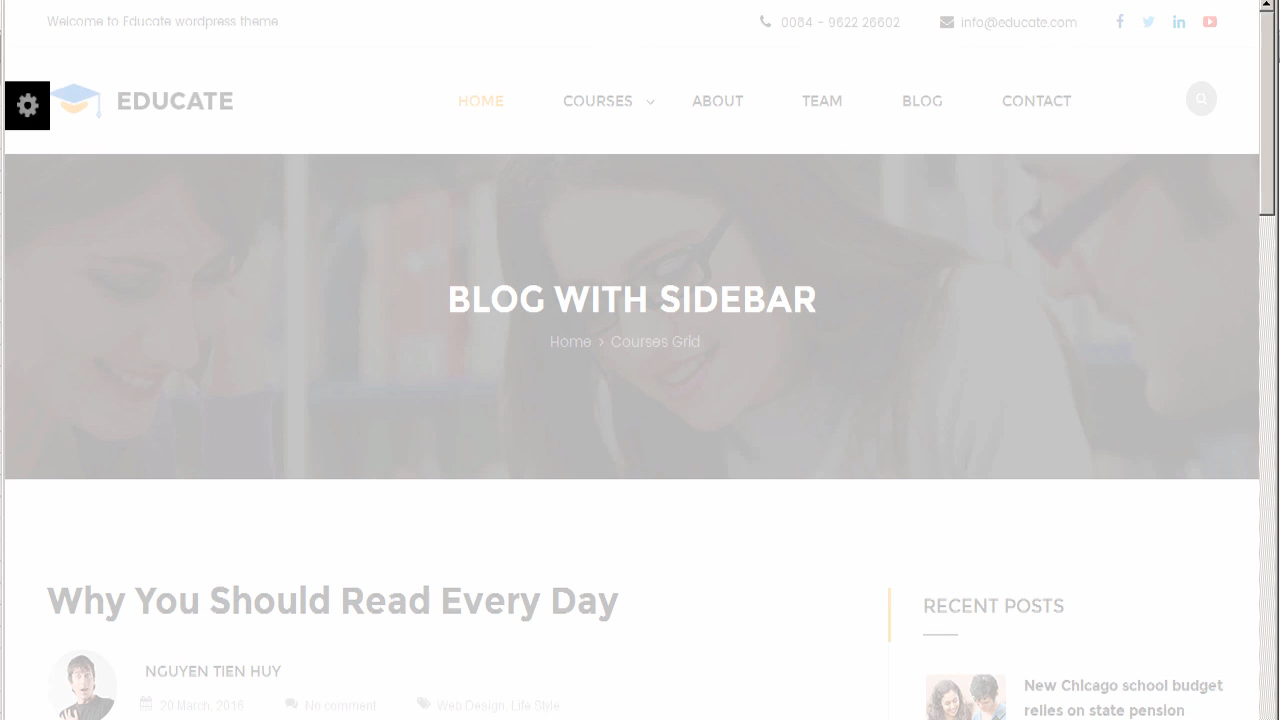 Welcome to Educate wordpress theme
0084 - 9622 26602
info@educate.com
EDUCATE
HOME
COURSES
ABOUT
TEAM
BLOG
CONTACT
BLOG WITH SIDEBAR
Home > Courses Grid
Why You Should Read Every Day
RECENT POSTS
NGUYEN TIEN HUY
20 March, 2016
No comment
Web Design, Life Style
New Chicago school budget
relies on state pension